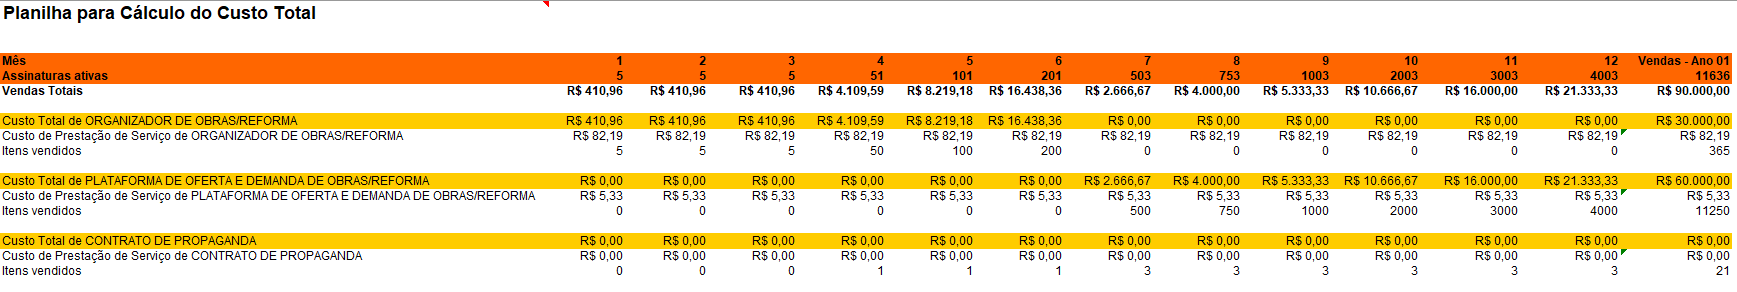 Planilha para Cálculo do Custo Total
Mês 1 2 3 4 5 6 7 8 9 10 11 12 Vendas - Ano 01
Assinaturas ativas 5 5 5 51 101 201 503 753 1003 2003 3003 4003 11636
Vendas Totais R$ 410,96 R$ 410,96 R$ 410,96 R$ 4.109,59 R$ 8.219,18 R$ 16.438,36 R$ 2.666,67 R$ 4.000,00 R$ 5.333,33 R$ 10.666,67 R$ 16.000,00 R$ 21.333,33 R$ 90.000,00
Custo Total de ORGANIZADOR DE OBRAS/REFORMA R$ 410,96 R$ 410,96 R$ 410,96 R$ 4.109,59 R$ 8.219,18 R$ 16.438,36 R$ 0,00 R$ 0,00 R$ 0,00 R$ 0,00 R$ 0,00 R$ 0,00 R$ 30.000,00
Custo de Prestação de Serviço de ORGANIZADOR DE OBRAS/REFORMA R$ 82,19 R$ 82,19 R$ 82,19 R$ 82,19 R$ 82,19 R$ 82,19 R$ 82,19 R$ 82,19 R$ 82,19 R$ 82,19 R$ 82,19 R$ 82,19 R$ 82,19
Itens vendidos 5 5 5 50 100 200 0 0 0 0 0 0 365
Custo Total de PLATAFORMA DE OFERTA E DEMANDA DE OBRAS/REFORMA R$ 0,00 R$ 0,00 R$ 0,00 R$ 0,00 R$ 0,00 R$ 0,00 R$ 2.666,67 R$ 4.000,00 R$ 5.333,33 R$ 10.666,67 R$ 16.000,00 R$ 21.333,33 R$ 60.000,00
Custo de Prestação de Serviço de PLATAFORMA DE OFERTA E DEMANDA DE OBRAS/REFORMA R$ 5,33 R$ 5,33 R$ 5,33 R$ 5,33 R$ 5,33 R$ 5,33 R$ 5,33 R$ 5,33 R$ 5,33 R$ 5,33 R$ 5,33 R$ 5,33 R$ 5,33
Itens vendidos 0 0 0 0 0 0 500 750 1000 2000 3000 4000 11250
Custo Total de CONTRATO DE PROPAGANDA R$ 0,00 R$ 0,00 R$ 0,00 R$ 0,00 R$ 0,00 R$ 0,00 R$ 0,00 R$ 0,00 R$ 0,00 R$ 0,00 R$ 0,00 R$ 0,00 R$ 0,00
Custo de Prestação de Serviço de CONTRATO DE PROPAGANDA R$ 0,00 R$ 0,00 R$ 0,00 R$ 0,00 R$ 0,00 R$ 0,00 R$ 0,00 R$ 0,00 R$ 0,00 R$ 0,00 R$ 0,00 R$ 0,00 R$ 0,00
Itens vendidos 0 0 0 1 1 1 3 3 3 3 3 3 21